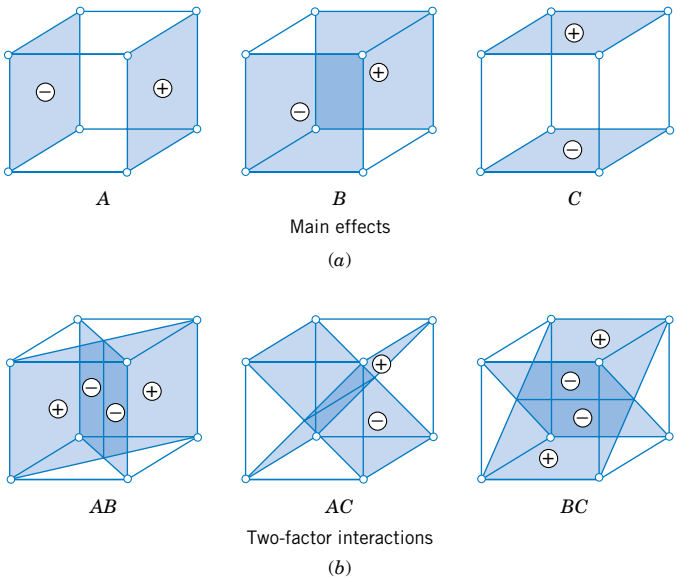 − +
− +
+ −
A B C
Main effects
(a)
+ − − +
+ −
+ − − +
AB AC BC
Two-factor interactions
(b)